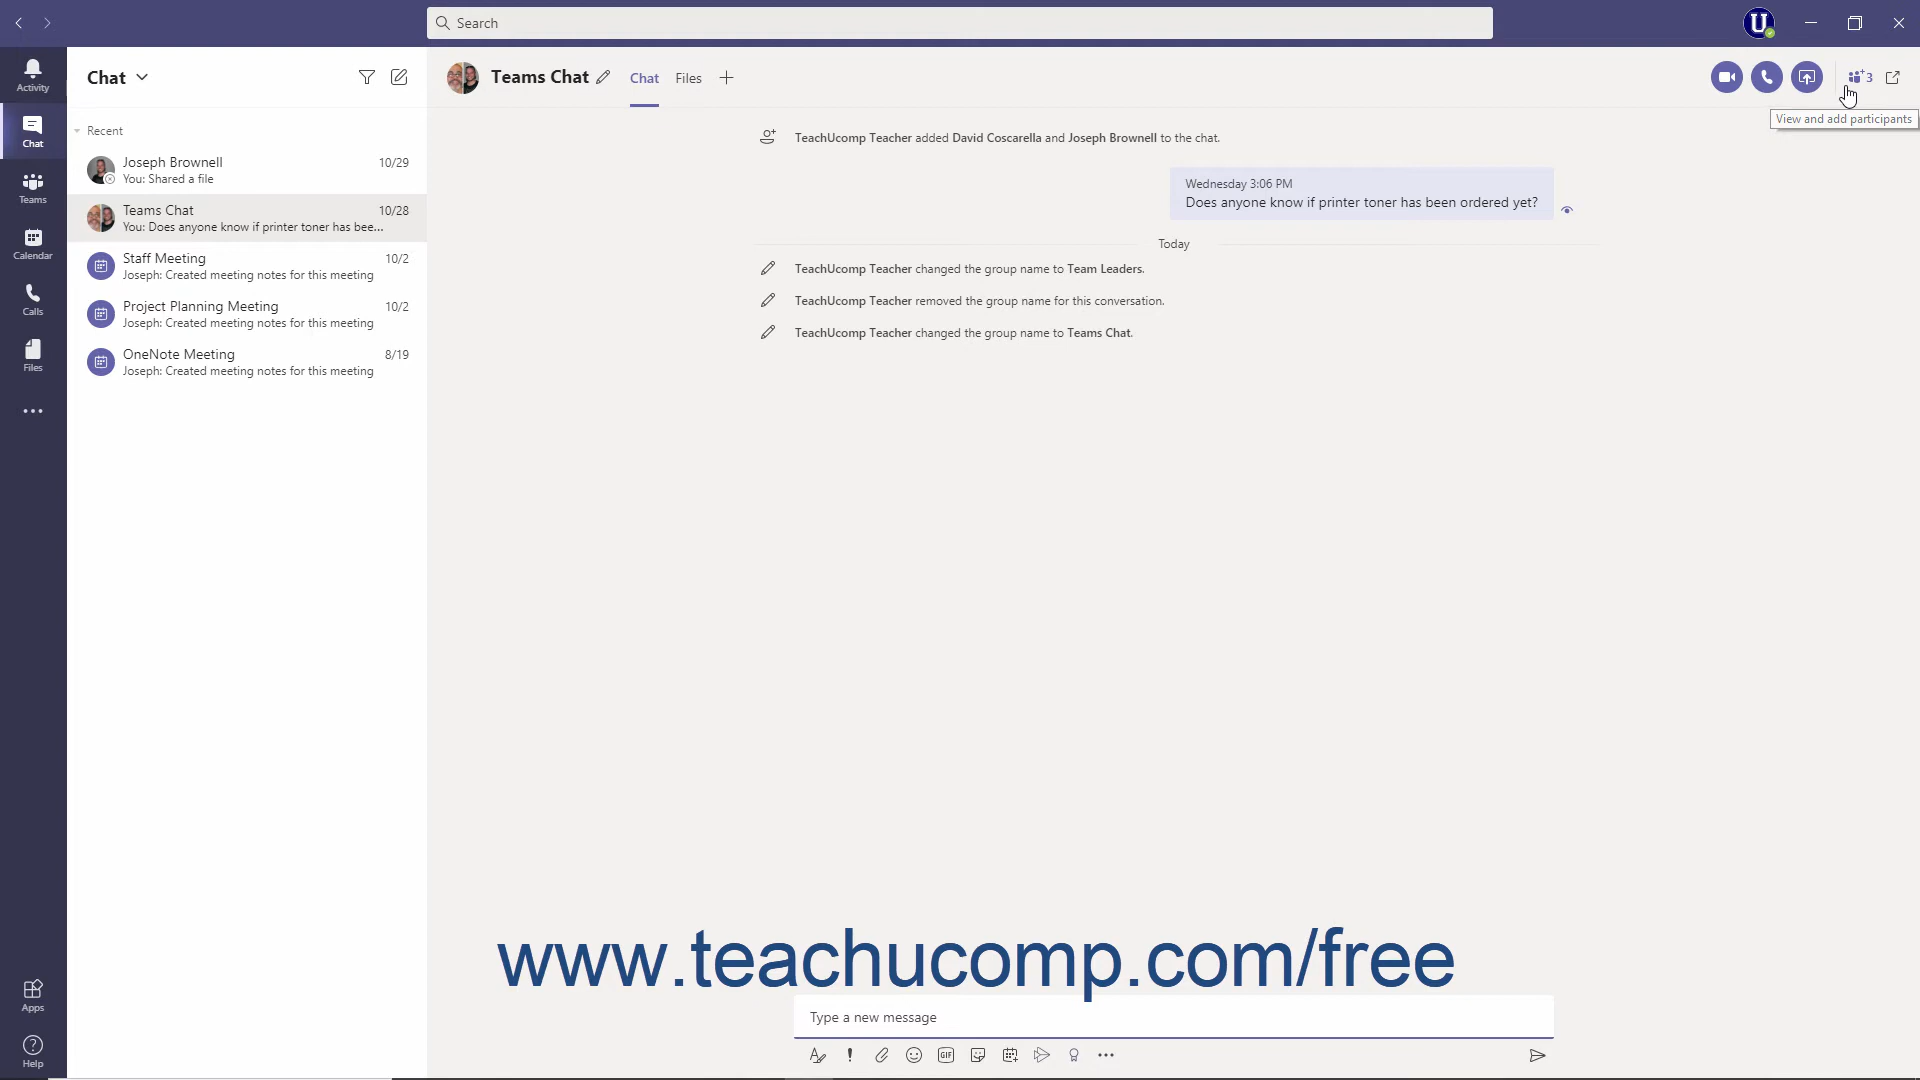 Search
U
Activity
Chat
Teams
Calendar
Calls
Files
Apps
Help
Chat
Recent
Joseph Brownell 10/29
You: Shared a file
Teams Chat 10/28
You: Does anyone know if printer toner has bee...
Staff Meeting 10/2
Joseph: Created meeting notes for this meeting
Project Planning Meeting 10/2
Joseph: Created meeting notes for this meeting
OneNote Meeting 8/19
Joseph: Created meeting notes for this meeting
Teams Chat Chat Files
3
View and add participants
TeachUcomp Teacher added David Coscarella and Joseph Brownell to the chat.
Wednesday 3:06 PM
Does anyone know if printer toner has been ordered yet?
Today
TeachUcomp Teacher changed the group name to Team Leaders.
TeachUcomp Teacher removed the group name for this conversation.
TeachUcomp Teacher changed the group name to Teams Chat.
www.teachucomp.com/free
Type a new message
GIF